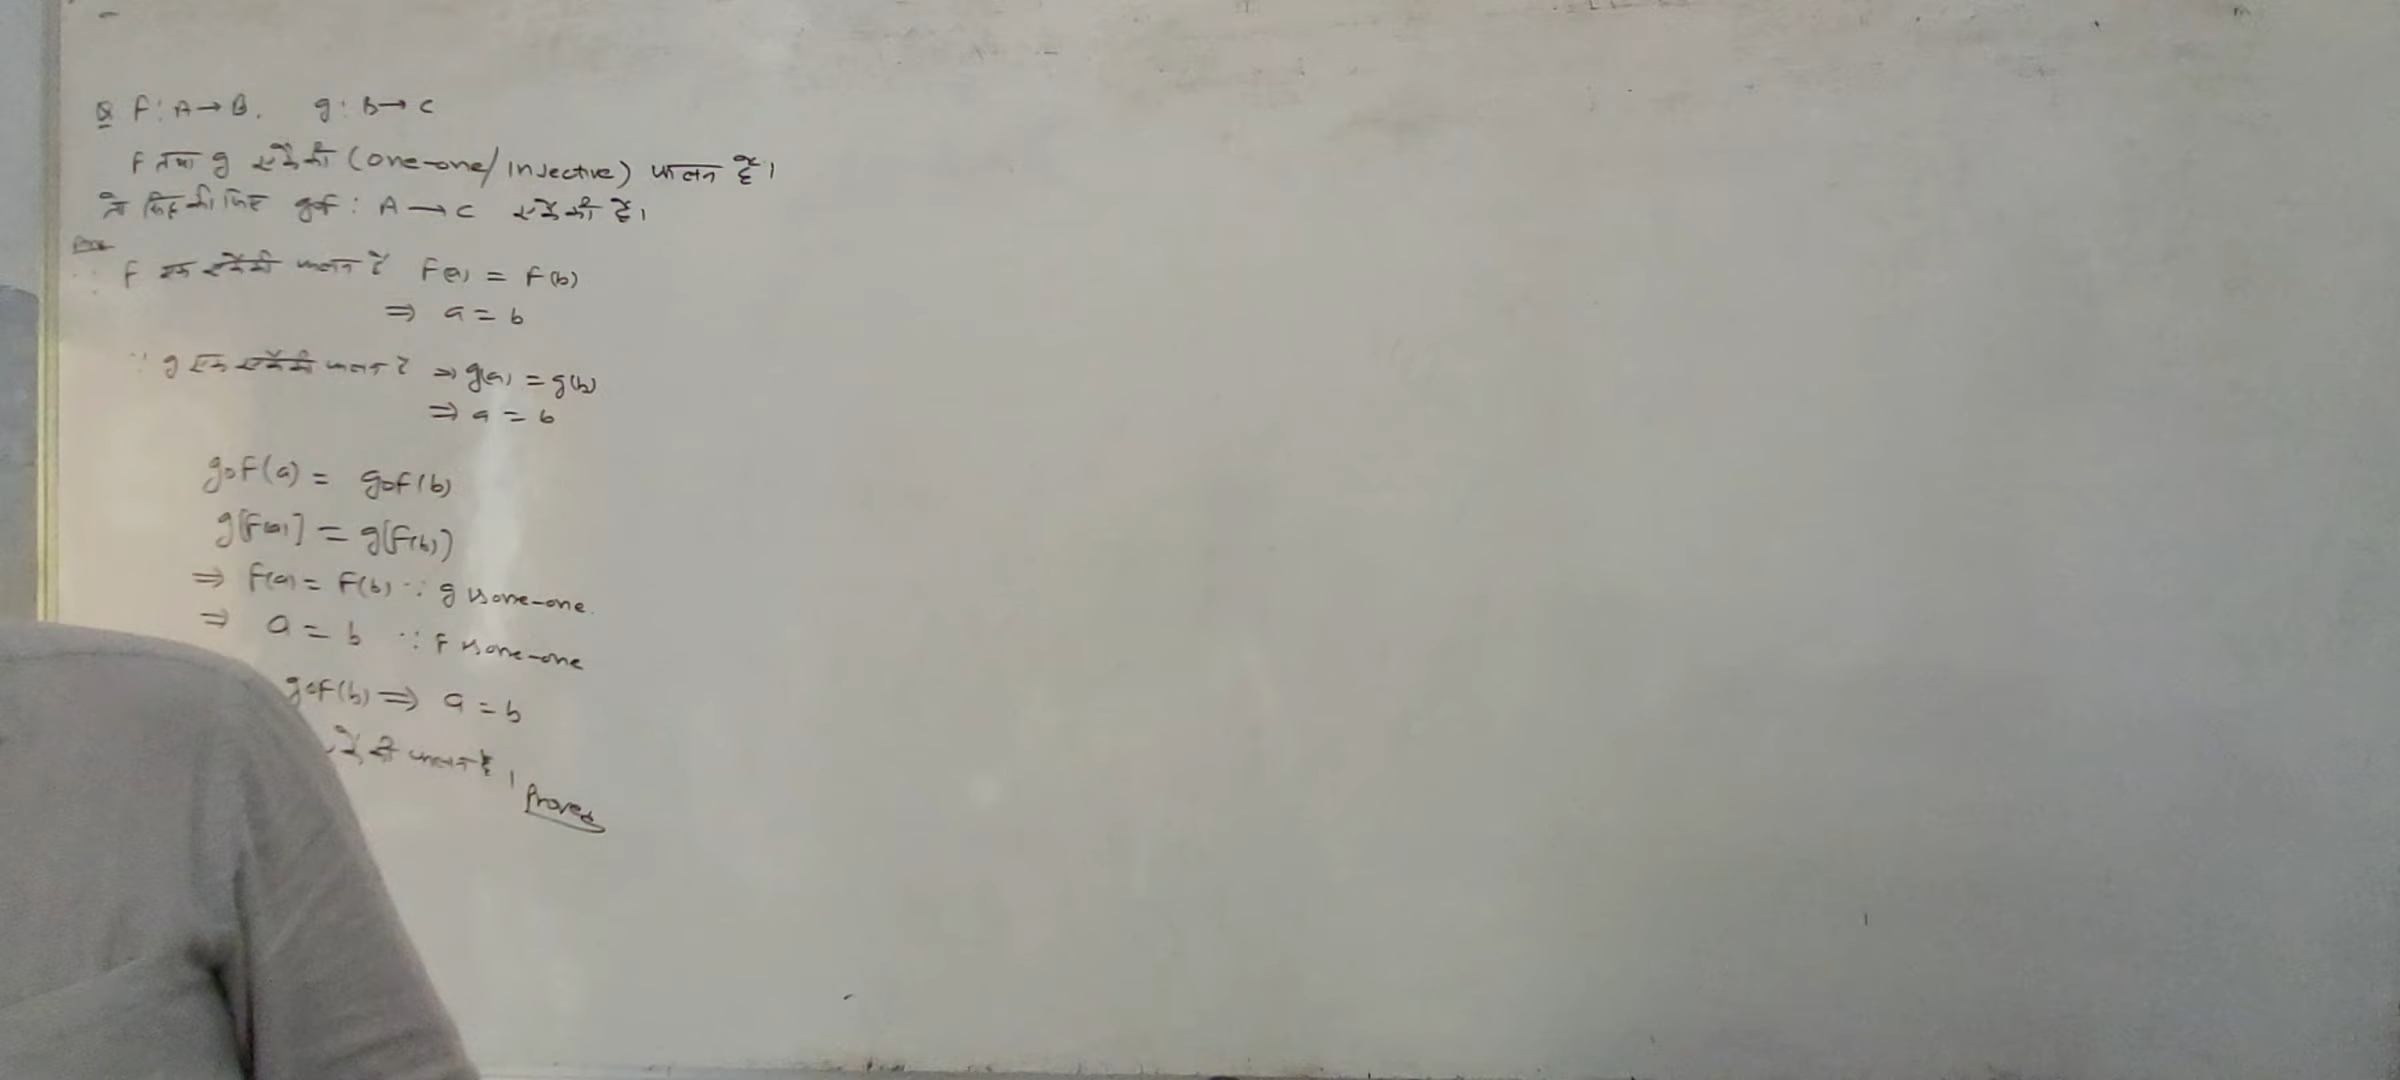 Q f: A → B, g: B → C
f तथा g एकैकी (one-one/Injective) फलन हैं।
तो सिद्ध कीजिए gof: A → C एकैकी है।
Proof
f एक एकैकी फलन है f(a) = f(b)
⇒ a = b
∵ g एक एकैकी फलन है ⇒ g(a) = g(b)
⇒ a = b
gof(a) = gof(b)
g[f(a)] = g[f(b)]
⇒ f(a) = f(b) ∵ g is one-one.
⇒ a = b ∵ f is one-one
gof(b) ⇒ a = b
फलन है। Proved